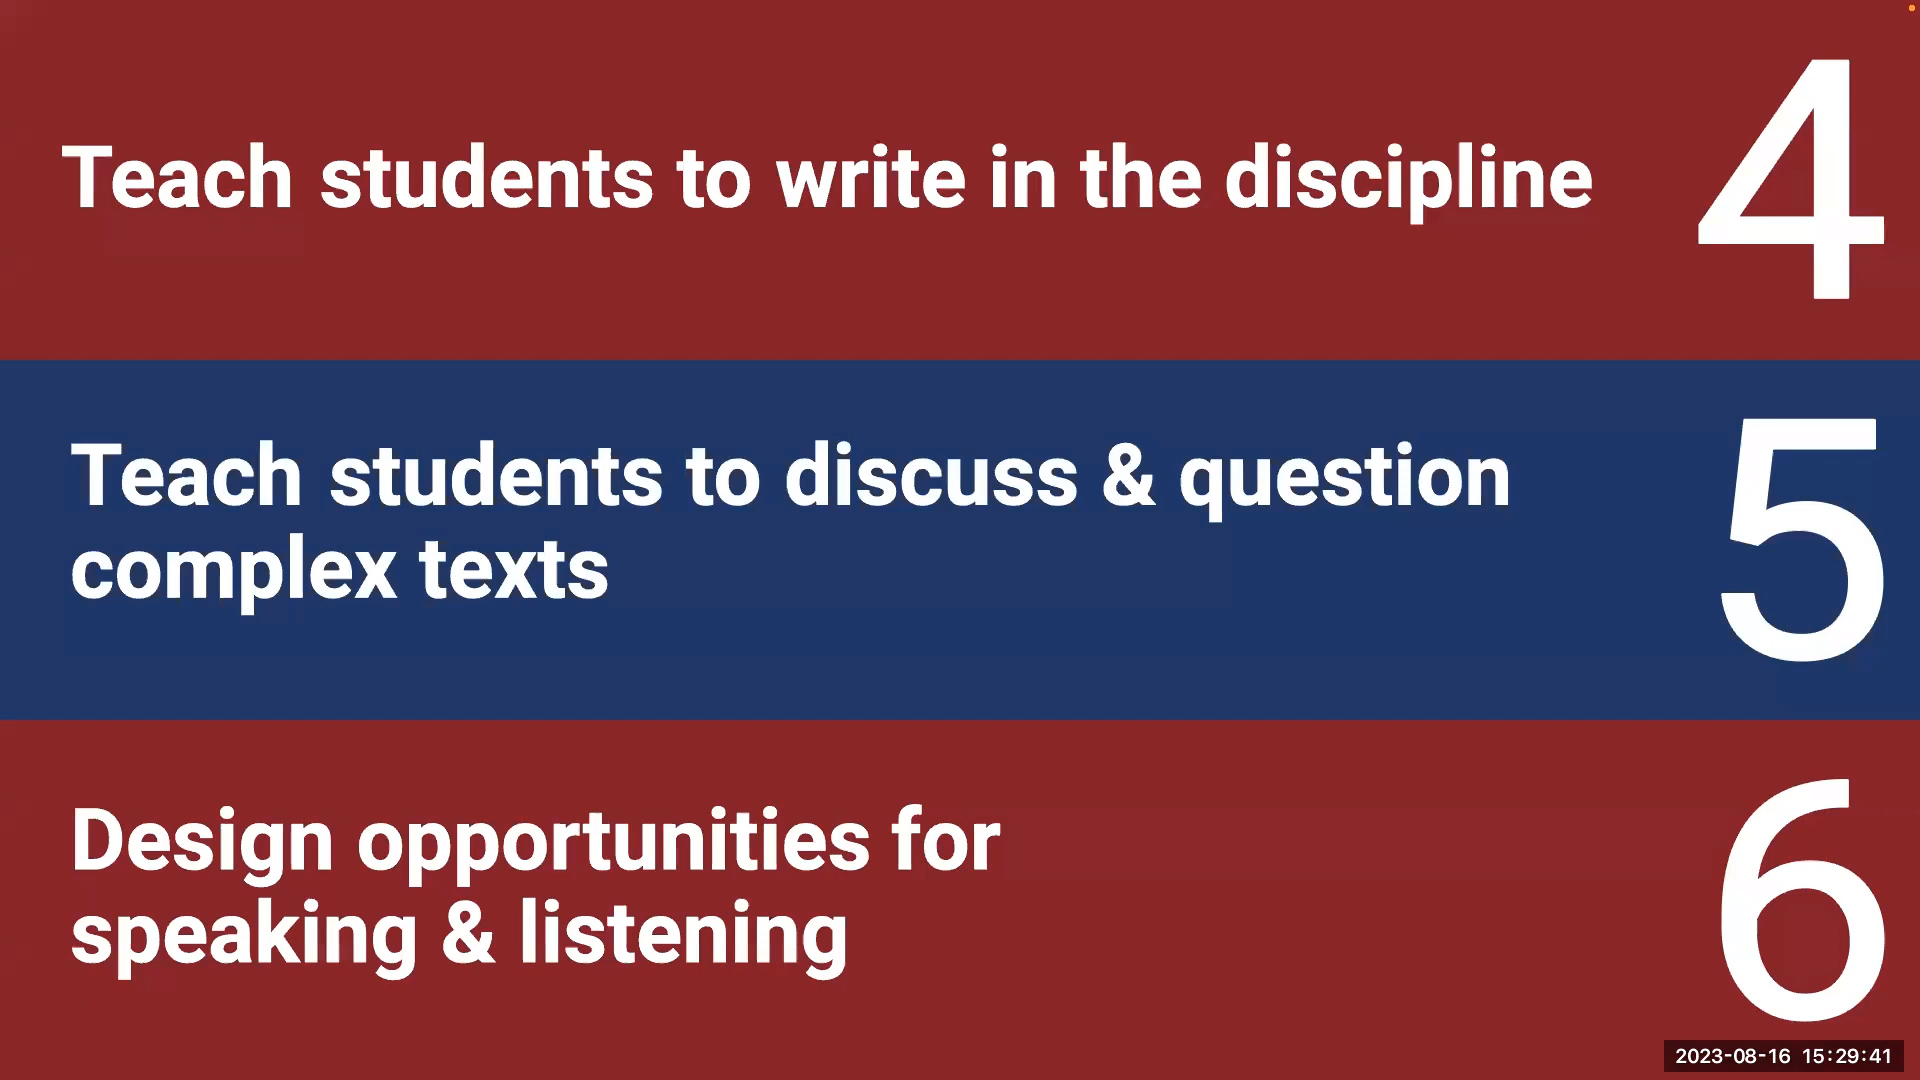 Teach students to write in the discipline
4
Teach students to discuss & question
complex texts
5
Design opportunities for
speaking & listening
6
2023-08-16 15:29:41